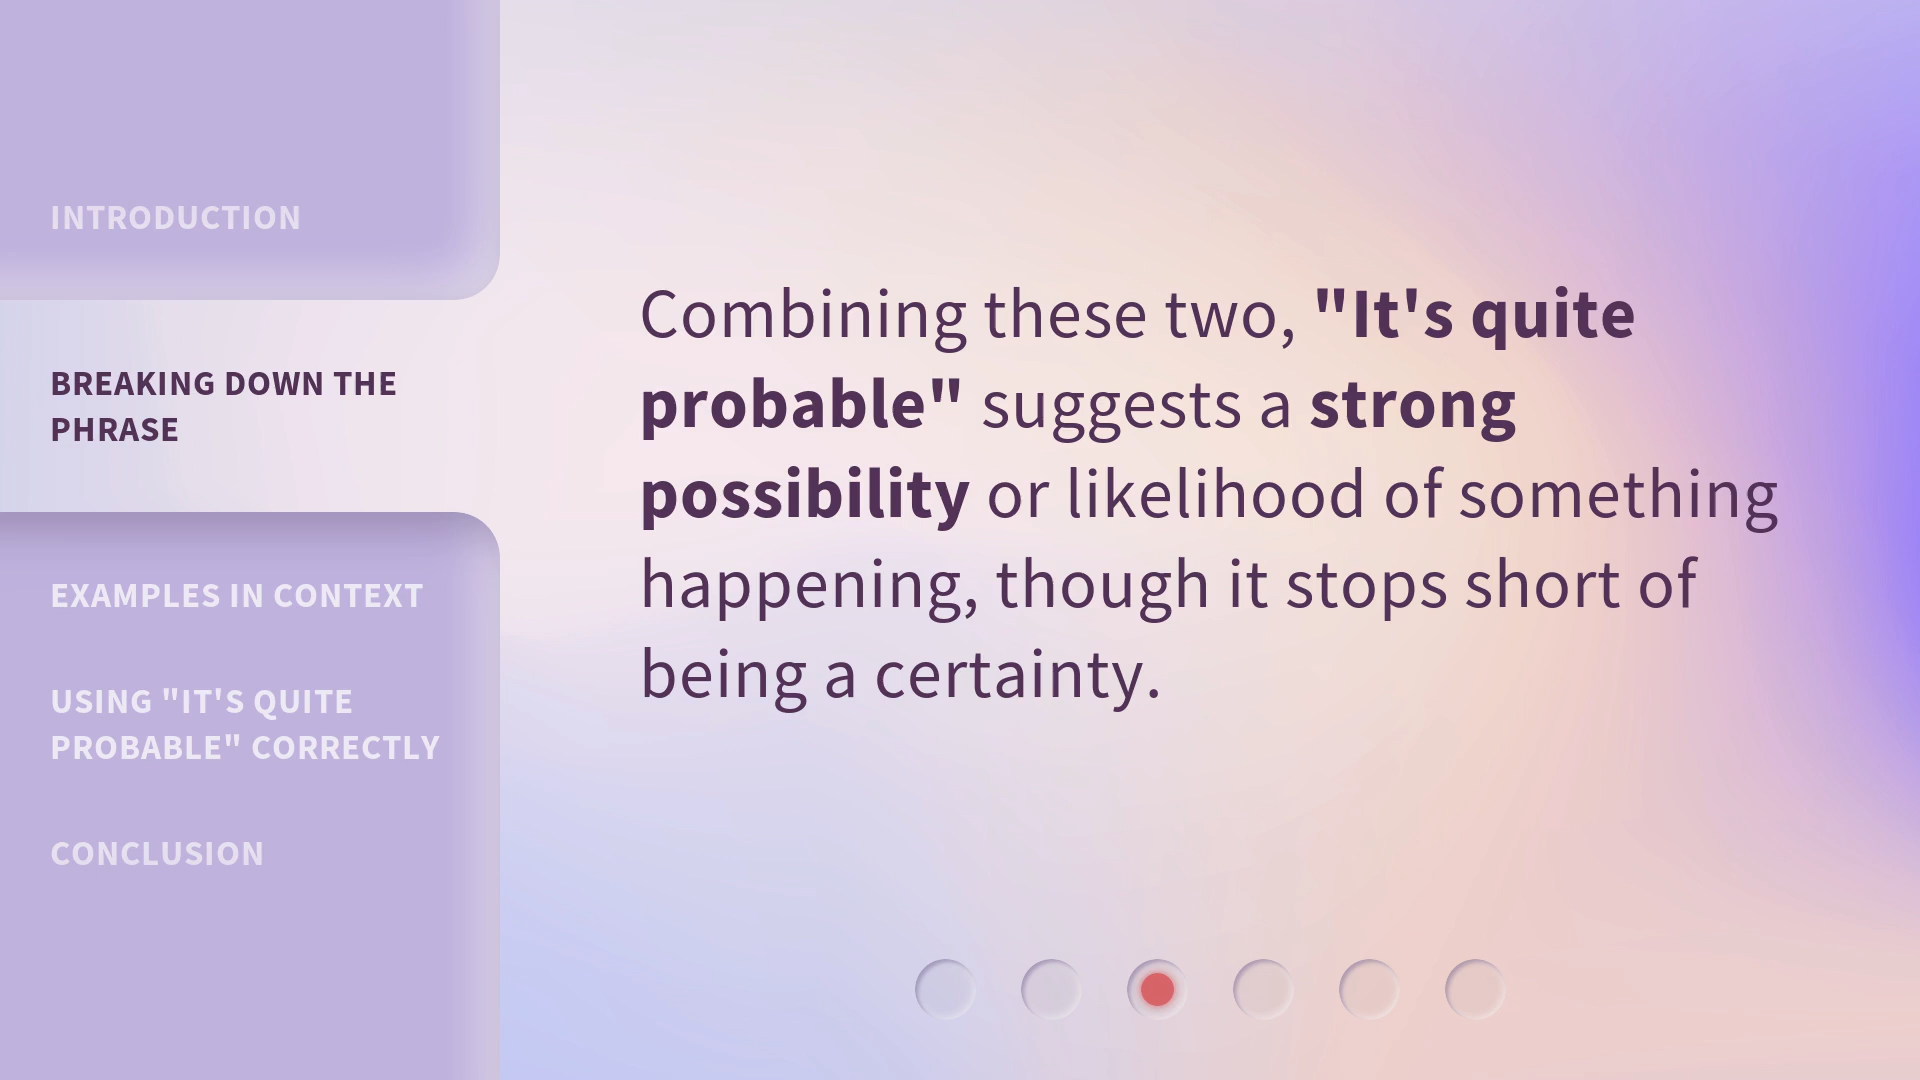 INTRODUCTION
BREAKING DOWN THE
PHRASE
EXAMPLES IN CONTEXT
USING "IT'S QUITE
PROBABLE" CORRECTLY
CONCLUSION
Combining these two, "It's quite
probable" suggests a strong
possibility or likelihood of something
happening, though it stops short of
being a certainty.